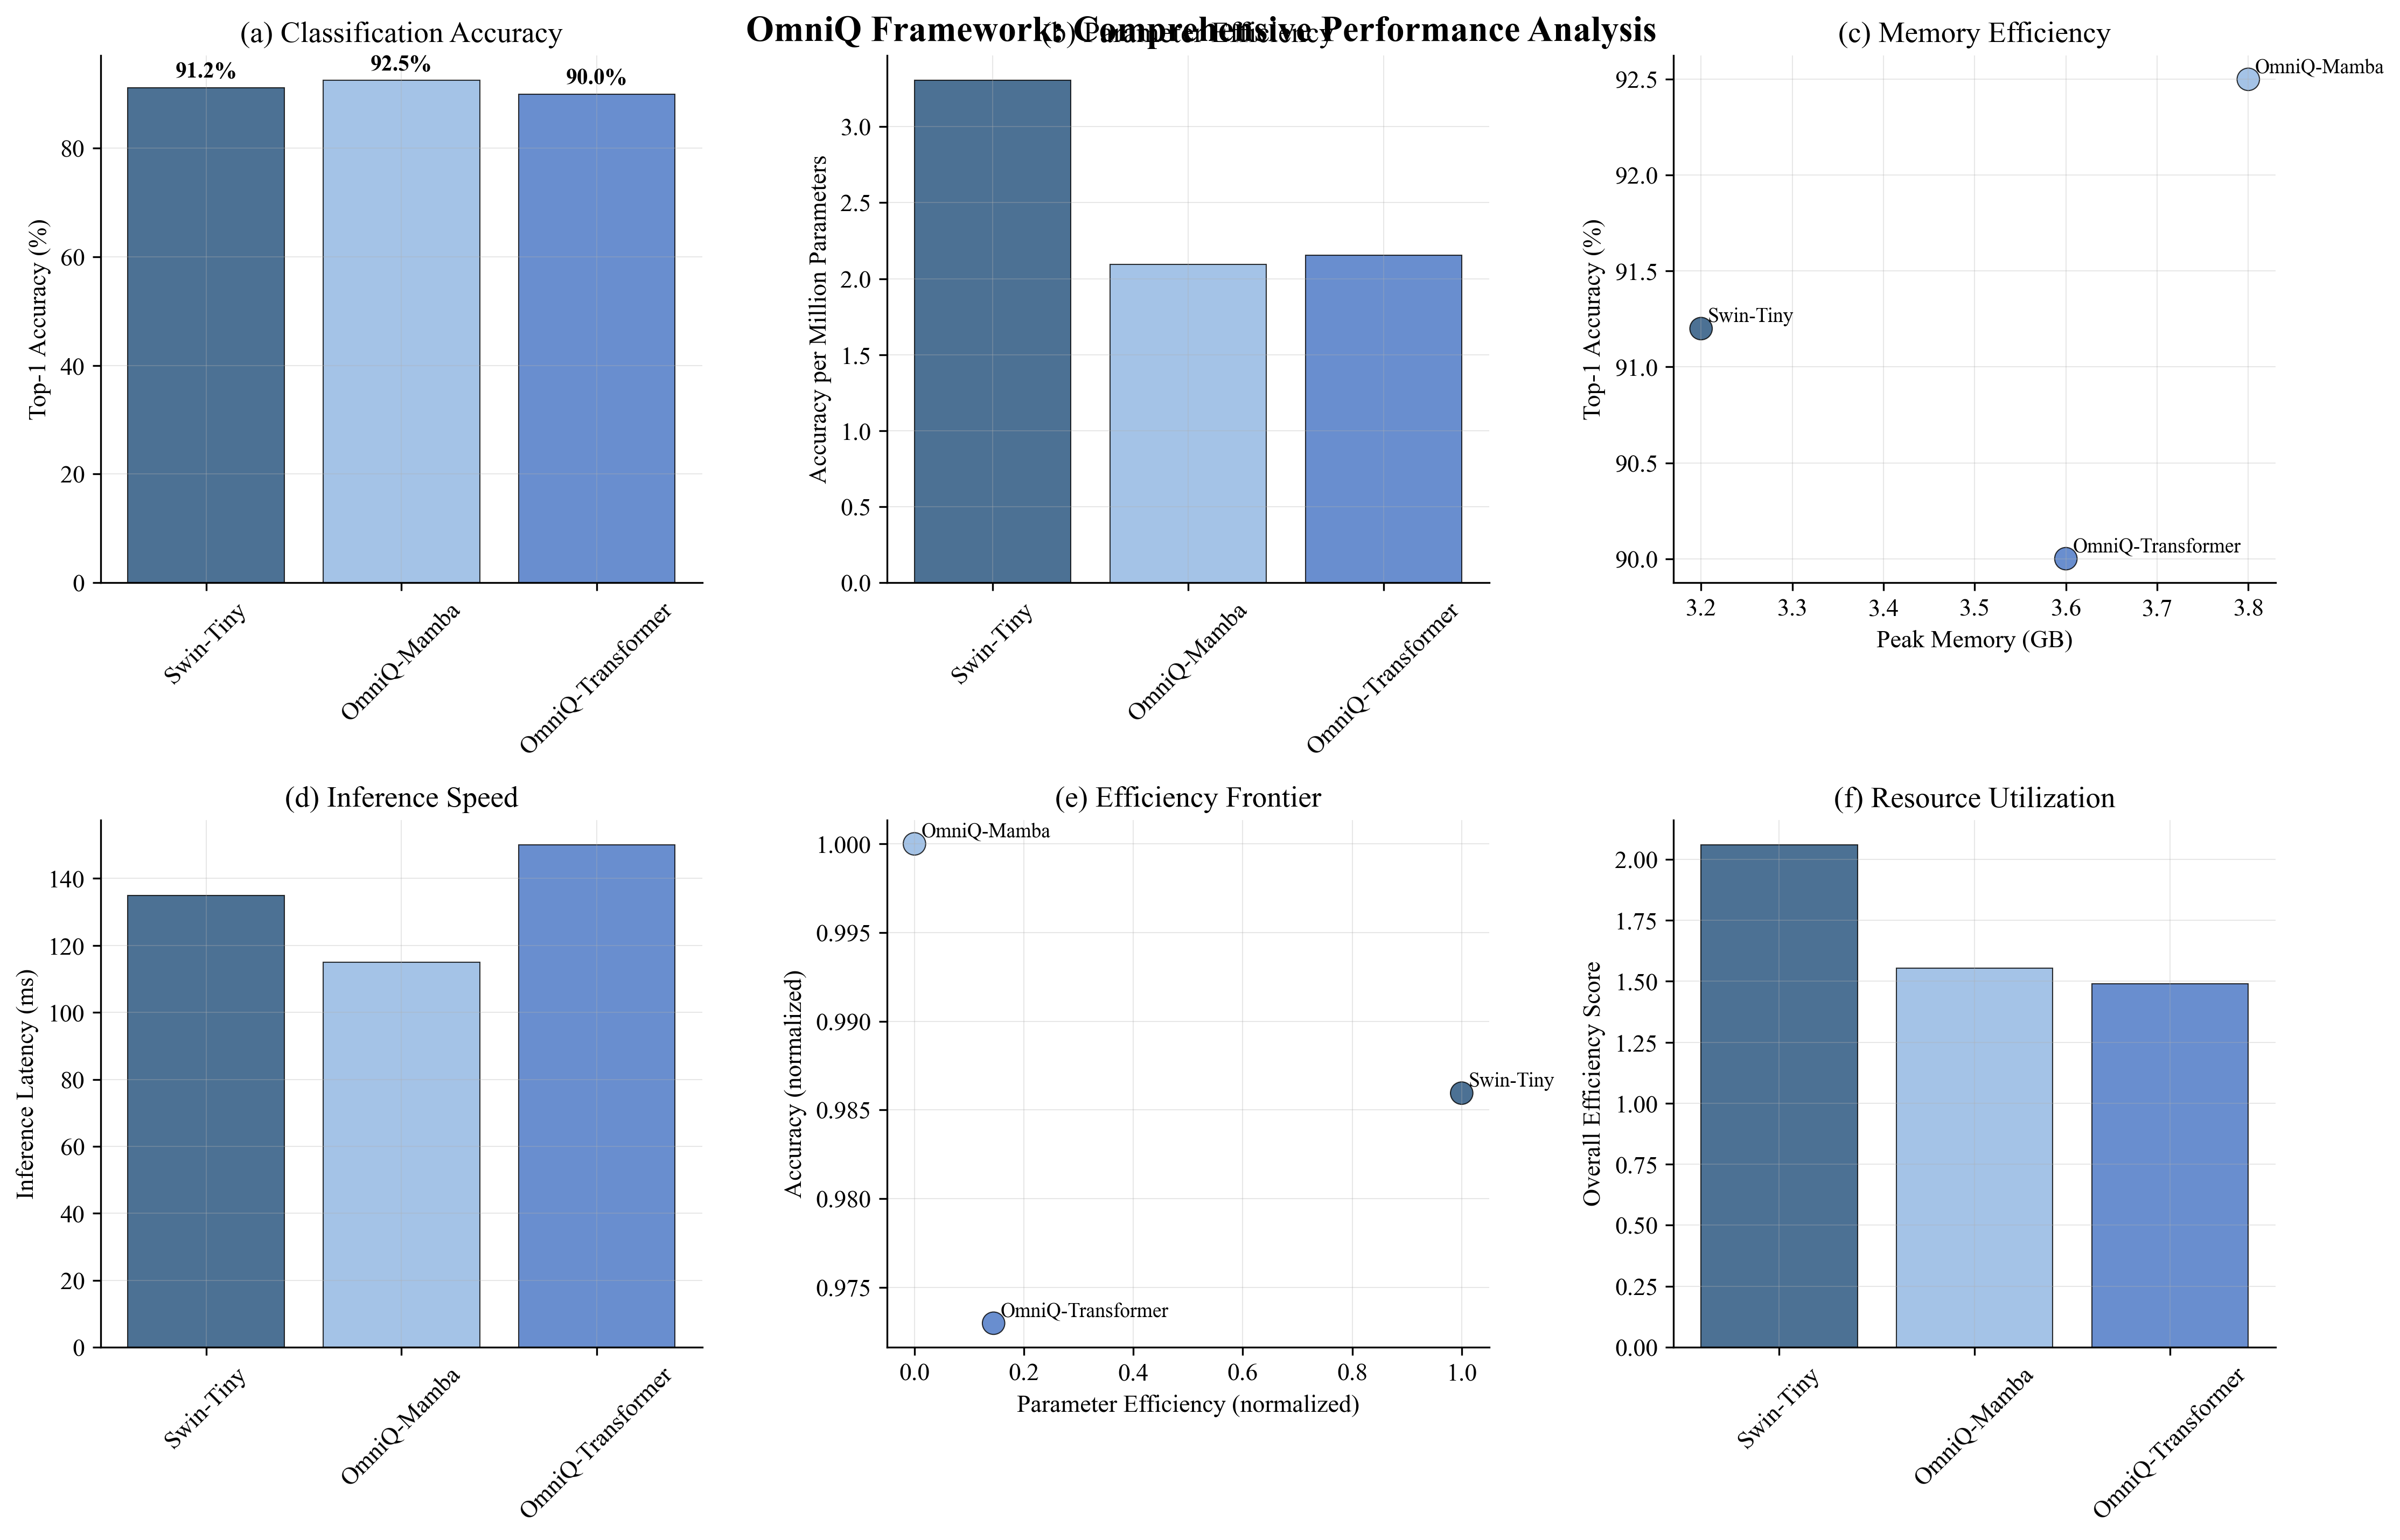 OmniQ Framework: Comprehensive Performance Analysis
(a) Classification Accuracy
91.2%
92.5%
90.0%
Top-1 Accuracy (%)
80
60
40
20
0
Swin-Tiny
OmniQ-Mamba
OmniQ-Transformer
(b) Parameter Efficiency
Accuracy per Million Parameters
3.0
2.5
2.0
1.5
1.0
0.5
0.0
Swin-Tiny
OmniQ-Mamba
OmniQ-Transformer
(c) Memory Efficiency
Top-1 Accuracy (%)
92.5
92.0
91.5
91.0
90.5
90.0
OmniQ-Mamba
Swin-Tiny
OmniQ-Transformer
3.2 3.3 3.4 3.5 3.6 3.7 3.8
Peak Memory (GB)
(d) Inference Speed
Inference Latency (ms)
140
120
100
80
60
40
20
0
Swin-Tiny
OmniQ-Mamba
OmniQ-Transformer
(e) Efficiency Frontier
Accuracy (normalized)
1.000
0.995
0.990
0.985
0.980
0.975
OmniQ-Mamba
Swin-Tiny
OmniQ-Transformer
0.0 0.2 0.4 0.6 0.8 1.0
Parameter Efficiency (normalized)
(f) Resource Utilization
Overall Efficiency Score
2.00
1.75
1.50
1.25
1.00
0.75
0.50
0.25
0.00
Swin-Tiny
OmniQ-Mamba
OmniQ-Transformer